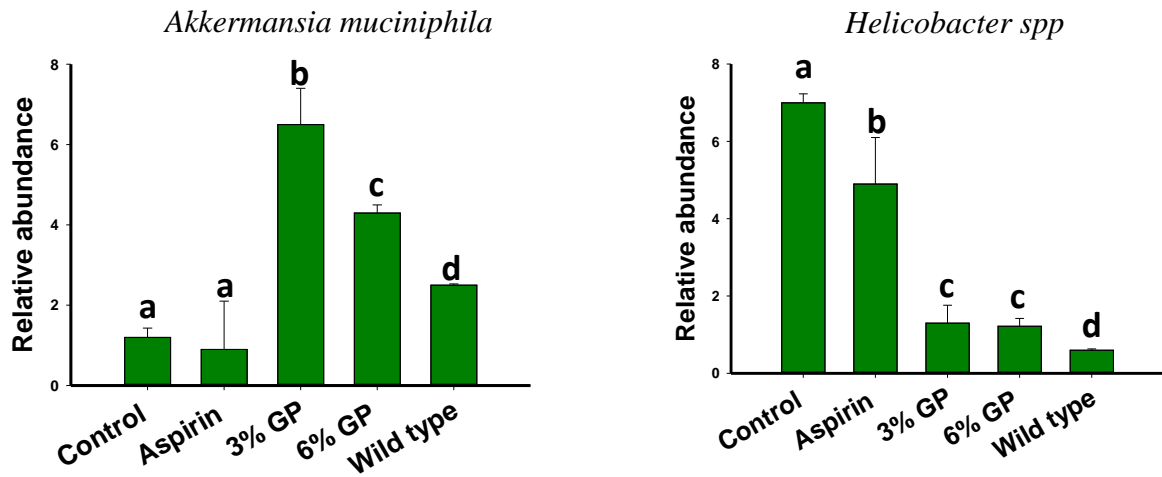 Akkermansia muciniphila
Relative abundance
8
6
4
2
0
a
a
b
c
d
Control
Aspirin
3% GP
6% GP
Wild type
Helicobacter spp
Relative abundance
8
6
4
2
0
a
b
c
c
d
Control
Aspirin
3% GP
6% GP
Wild type